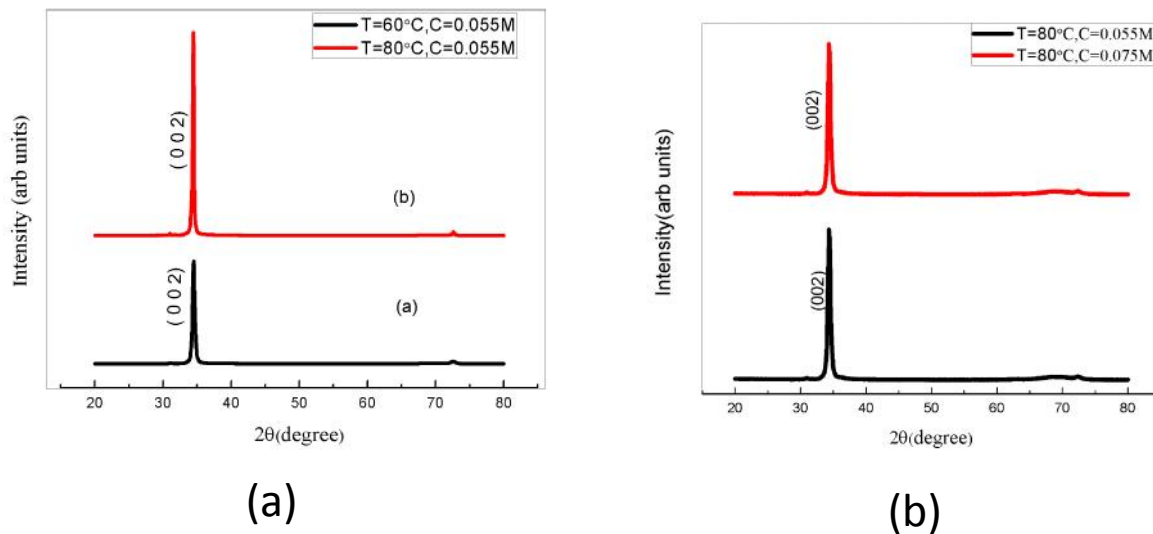 T=60°C,C=0.055M
T=80°C,C=0.055M
Intensity (arb units)
( 0 0 2)
(b)
( 0 0 2)
(a)
20 30 40 50 60 70 80
2θ(degree)
(a)
T=80°C,C=0.055M
T=80°C,C=0.075M
Intensity(arb units)
(002)
(002)
20 30 40 50 60 70 80
2θ(degree)
(b)